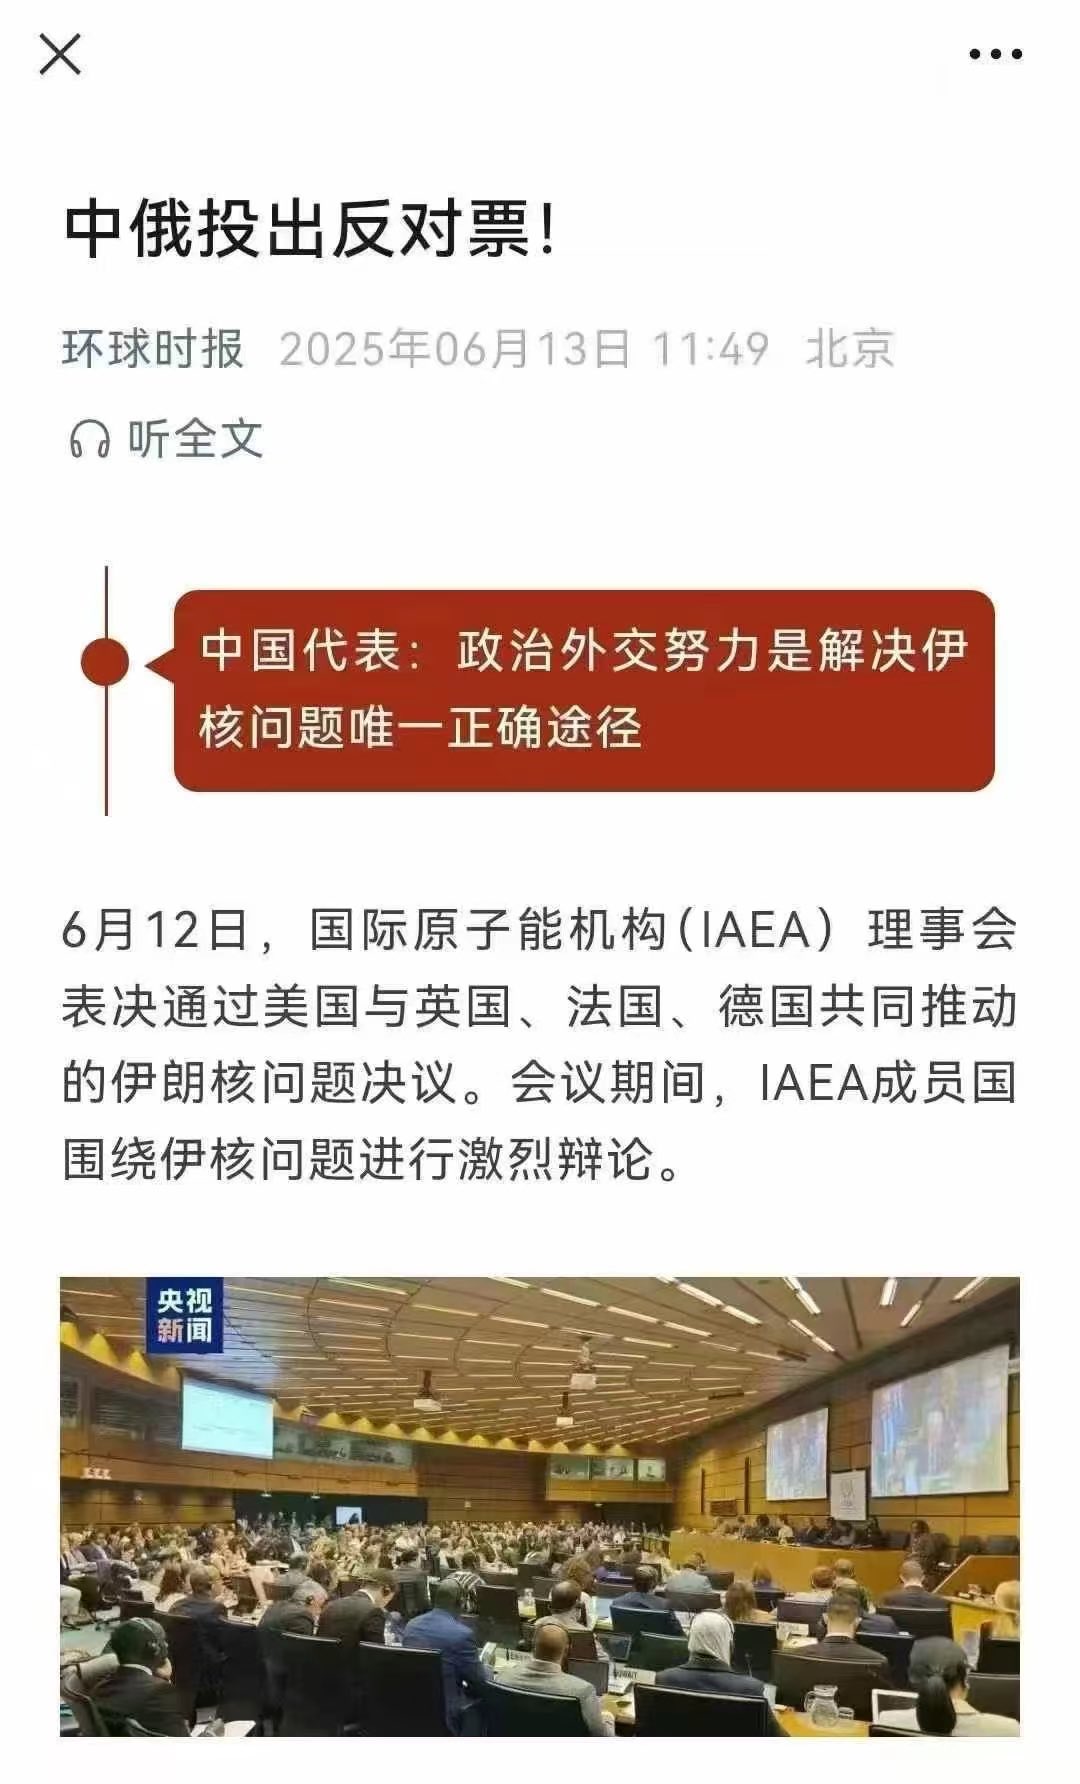 中俄投出反对票！
环球时报 2025年06月13日 11:49 北京
听全文
中国代表：政治外交努力是解决伊
核问题唯一正确途径
6月12日，国际原子能机构（IAEA）理事会
表决通过美国与英国、法国、德国共同推动
的伊朗核问题决议。会议期间，IAEA成员国
围绕伊核问题进行激烈辩论。
央视
新闻
KUWAIT